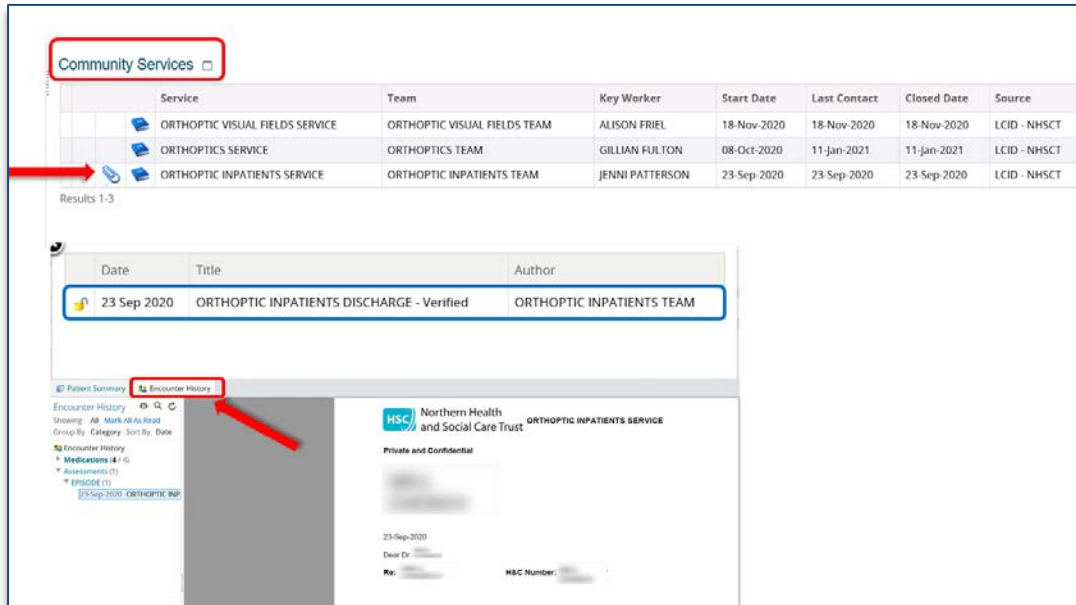 Community Services
Service Team Key Worker Start Date Last Contact Closed Date Source
ORTHOPTIC VISUAL FIELDS SERVICE ORTHOPTIC VISUAL FIELDS TEAM ALISON FRIEL 18-Nov-2020 18-Nov-2020 18-Nov-2020 LCID - NHSCT
ORTHOPTICS SERVICE ORTHOPTICS TEAM GILLIAN FULTON 08-Oct-2020 11-Jan-2021 11-Jan-2021 LCID - NHSCT
ORTHOPTIC INPATIENTS SERVICE ORTHOPTIC INPATIENTS TEAM JENNI PATTERSON 23-Sep-2020 23-Sep-2020 23-Sep-2020 LCID - NHSCT
Results 1-3
Date Title Author
23 Sep 2020 ORTHOPTIC INPATIENTS DISCHARGE - Verified ORTHOPTIC INPATIENTS TEAM
Patient Summary Encounter History
Encounter History
Showing All Mark All As Read
Group By Category Sort By Date
Encounter History
Medications (4 / 6)
Assessments (1)
EPISODE (1)
23-Sep-2020 ORTHOPTIC INP
HSC Northern Health
and Social Care Trust ORTHOPTIC INPATIENTS SERVICE
Private and Confidential
23-Sep-2020
Dear Dr
Re: H&C Number: